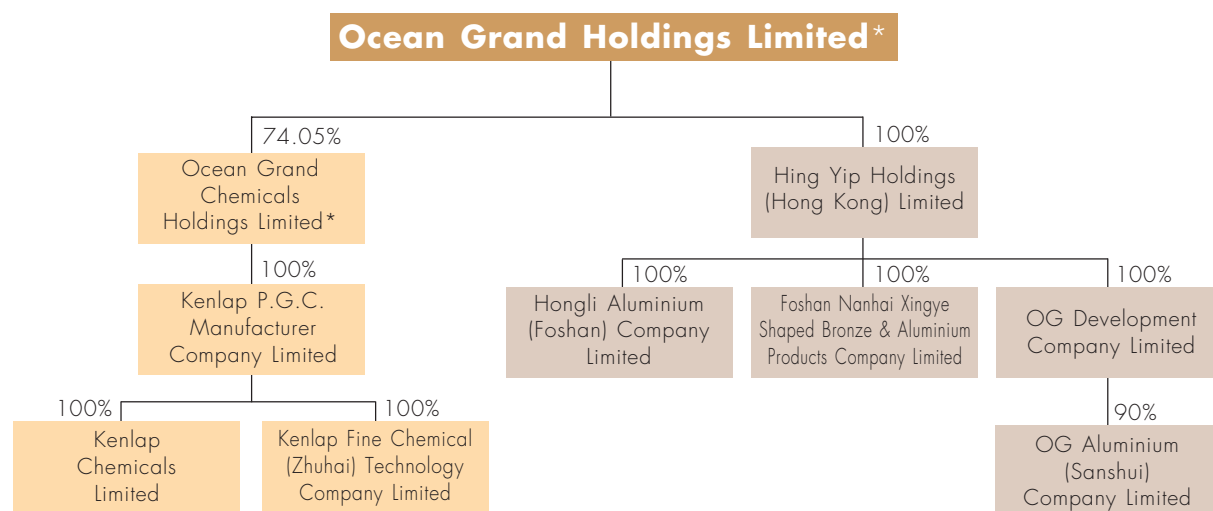 Ocean Grand Holdings Limited*
74.05%
Ocean Grand
Chemicals
Holdings Limited*
100%
Kenlap P.G.C.
Manufacturer
Company Limited
100%
Kenlap
Chemicals
Limited
100%
Kenlap Fine Chemical
(Zhuhai) Technology
Company Limited
100%
Hing Yip Holdings
(Hong Kong) Limited
100%
Hongli Aluminium
(Foshan) Company
Limited
100%
Foshan Nanhai Xingye
Shaped Bronze & Aluminium
Products Company Limited
100%
OG Development
Company Limited
90%
OG Aluminium
(Sanshui)
Company Limited